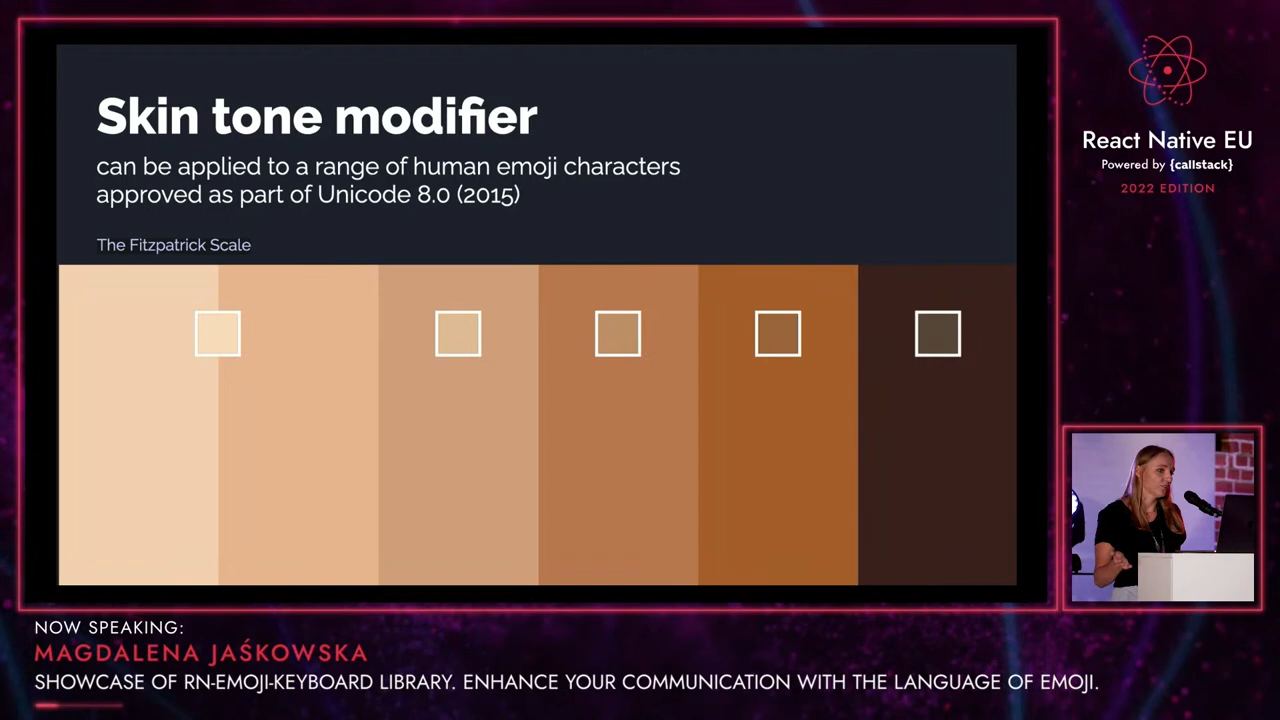 Skin tone modifier
can be applied to a range of human emoji characters
approved as part of Unicode 8.0 (2015)
The Fitzpatrick Scale
React Native EU
Powered by {callstack}
2022 EDITION
NOW SPEAKING:
MAGDALENA JAŚKOWSKA
SHOWCASE OF RN-EMOJI-KEYBOARD LIBRARY. ENHANCE YOUR COMMUNICATION WITH THE LANGUAGE OF EMOJI.